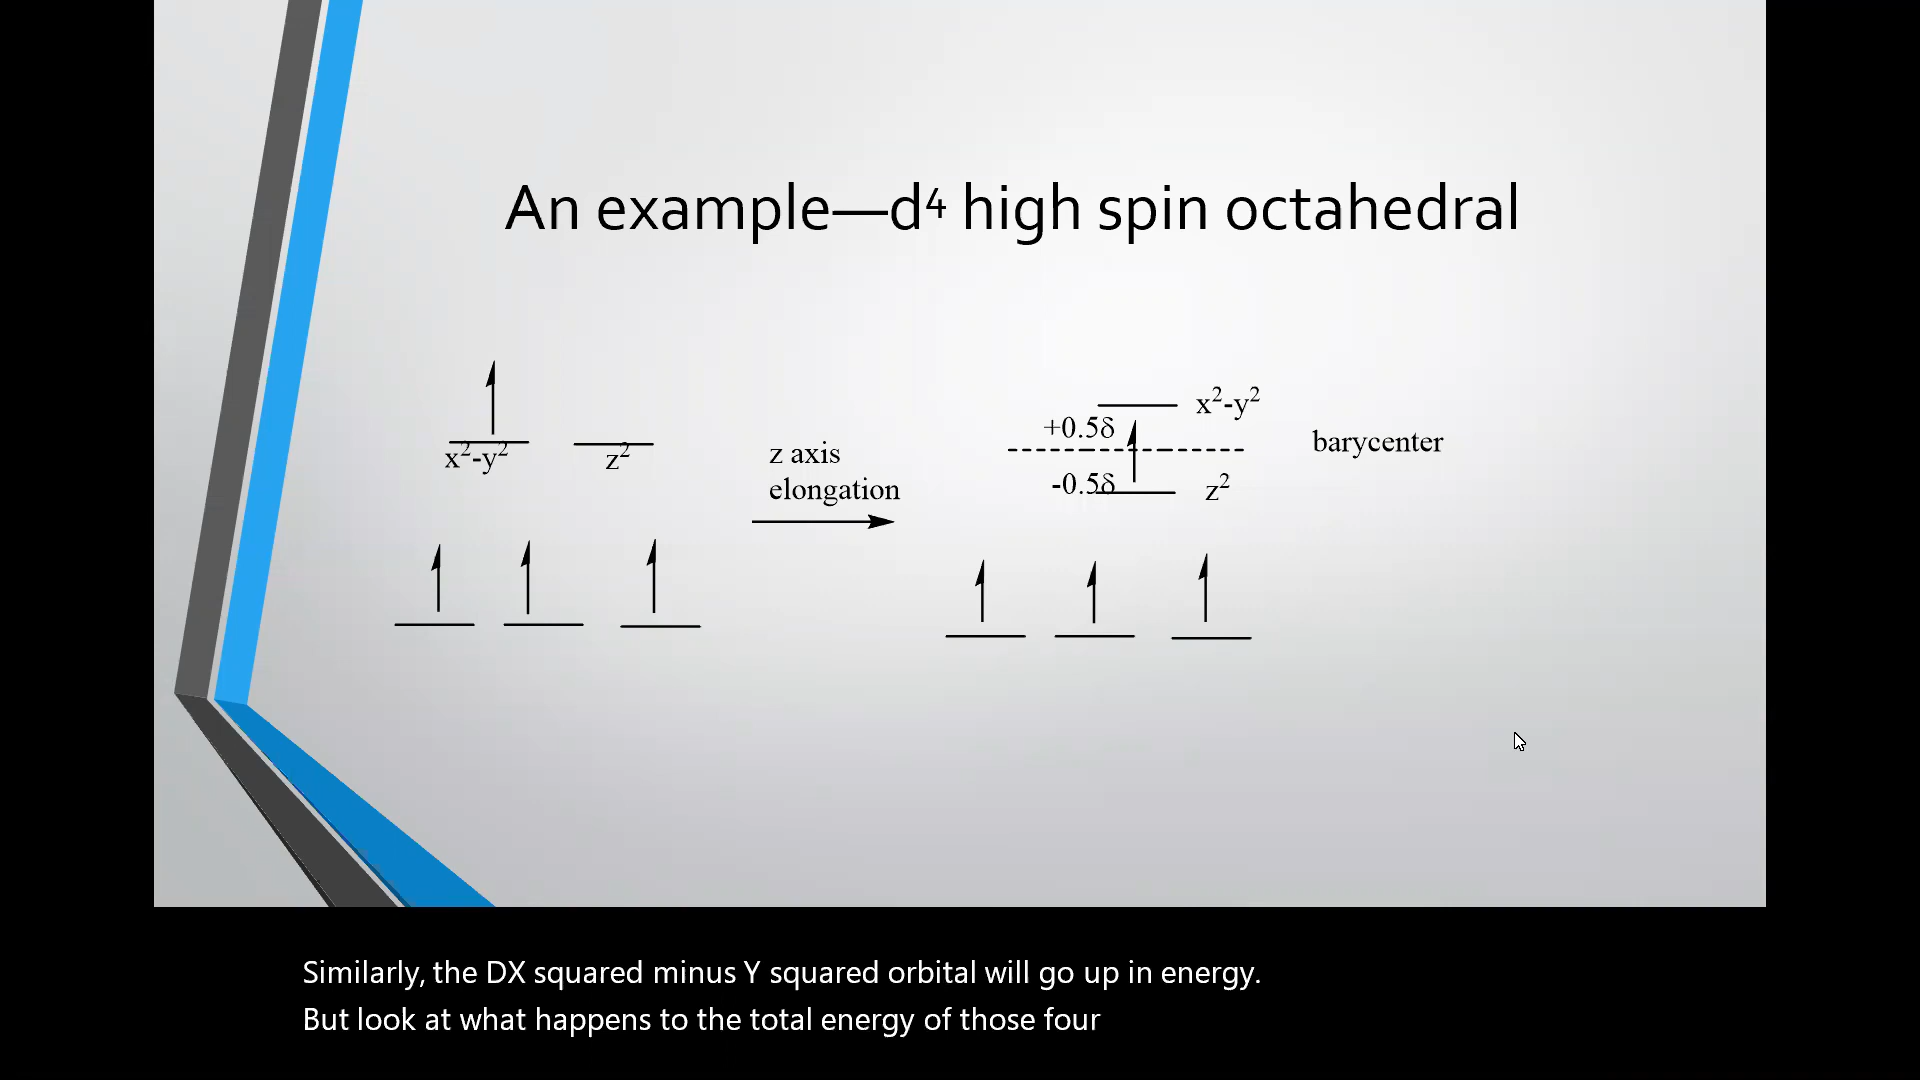 An example—d⁴ high spin octahedral
x²-y²
z²
z axis
elongation
x²-y²
+0.5δ
barycenter
-0.5δ
z²
Similarly, the DX squared minus Y squared orbital will go up in energy.
But look at what happens to the total energy of those four